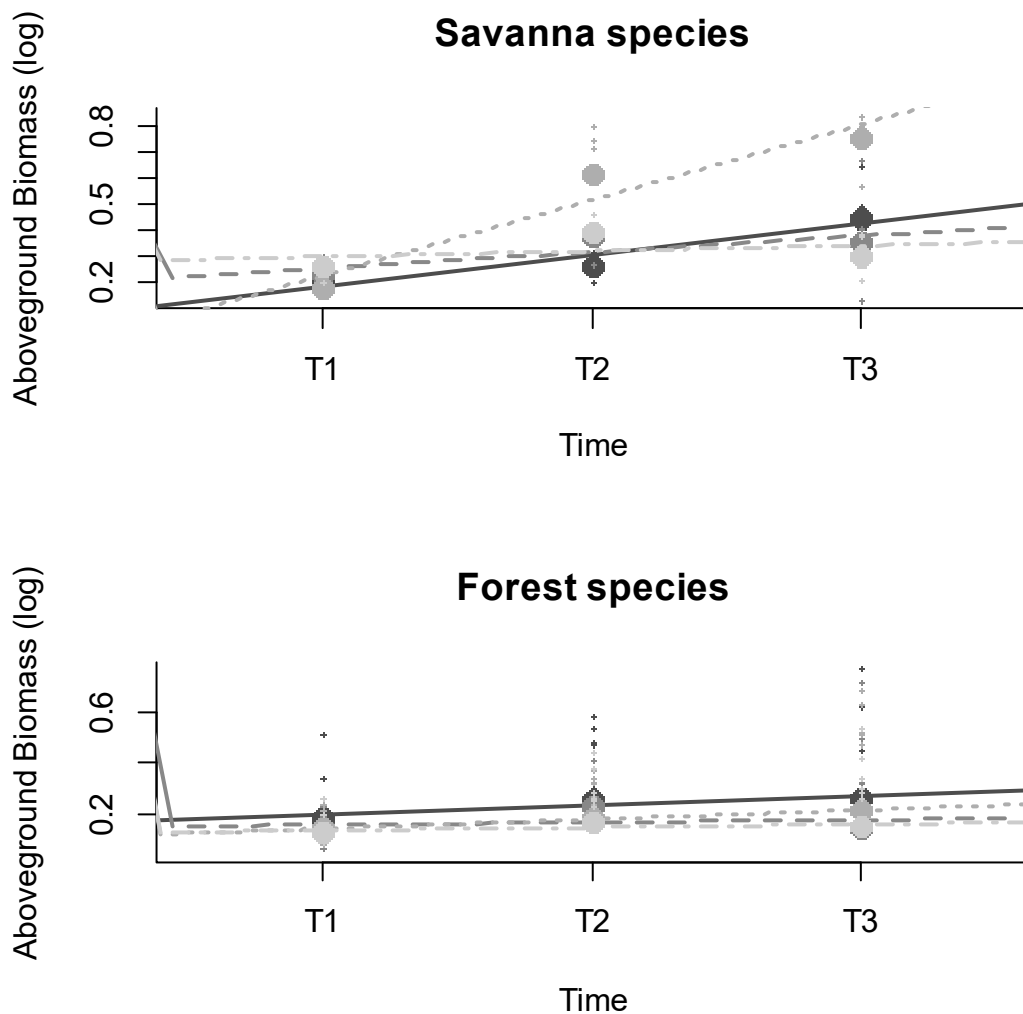 Savanna species
Aboveground Biomass (log)
0.8
0.5
0.2
T1 T2 T3
Time
Forest species
Aboveground Biomass (log)
0.6
0.2
T1 T2 T3
Time